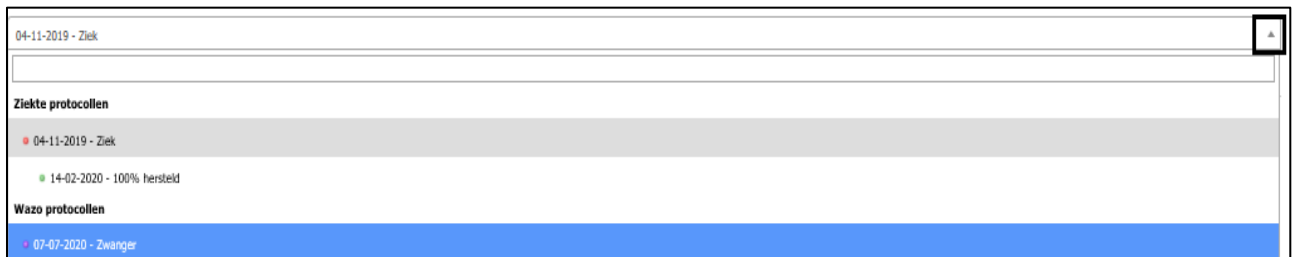 04-11-2019 - Ziek
Ziekte protocollen
04-11-2019 - Ziek
14-02-2020 - 100% hersteld
Wazo protocollen
07-07-2020 - Zwanger